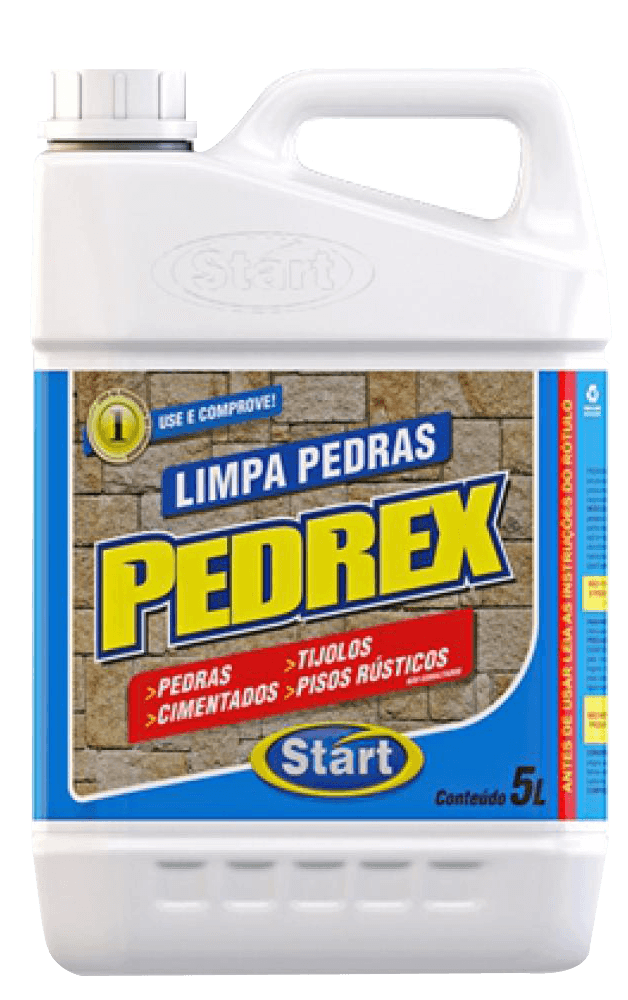 Start
1
USE E COMPROVE!
LIMPA PEDRAS
PEDREX
>PEDRAS >TIJOLOS
>CIMENTADOS >PISOS RÚSTICOS
Start
Conteúdo 5L
ANTES DE USAR LEIA AS INSTRUÇÕES DO RÓTULO